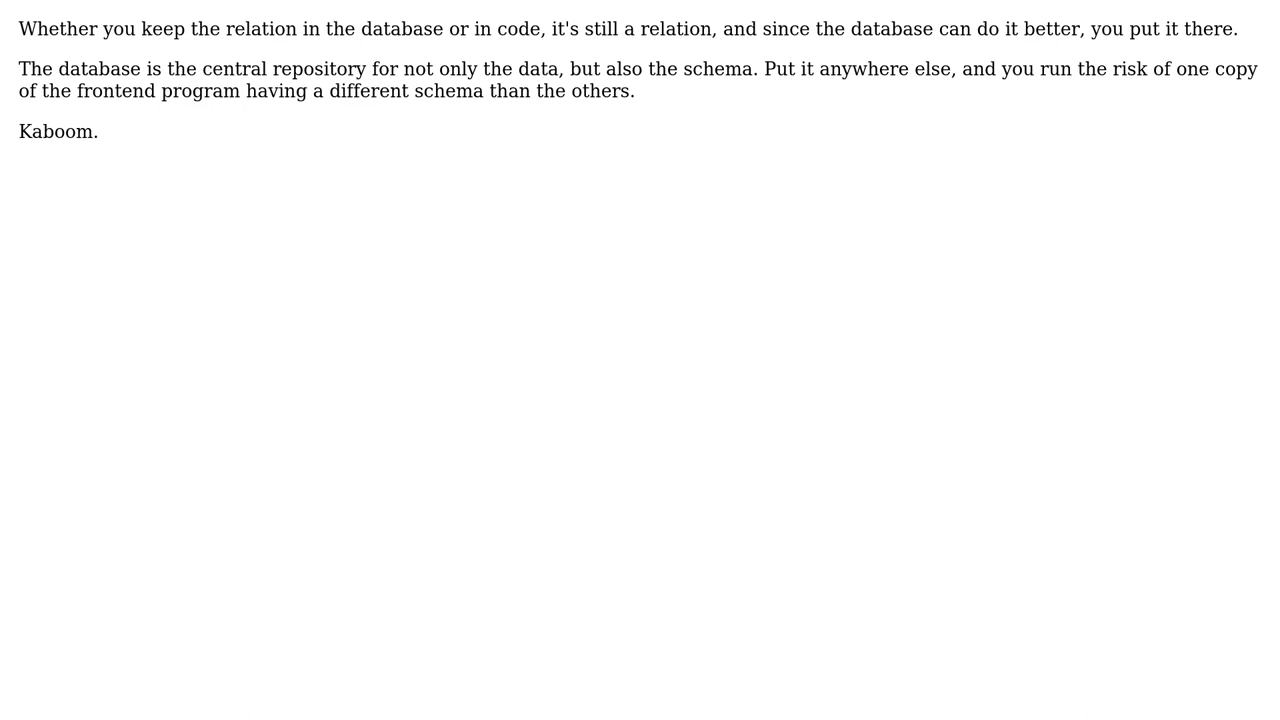 Whether you keep the relation in the database or in code, it's still a relation, and since the database can do it better, you put it there.
The database is the central repository for not only the data, but also the schema. Put it anywhere else, and you run the risk of one copy
of the frontend program having a different schema than the others.
Kaboom.